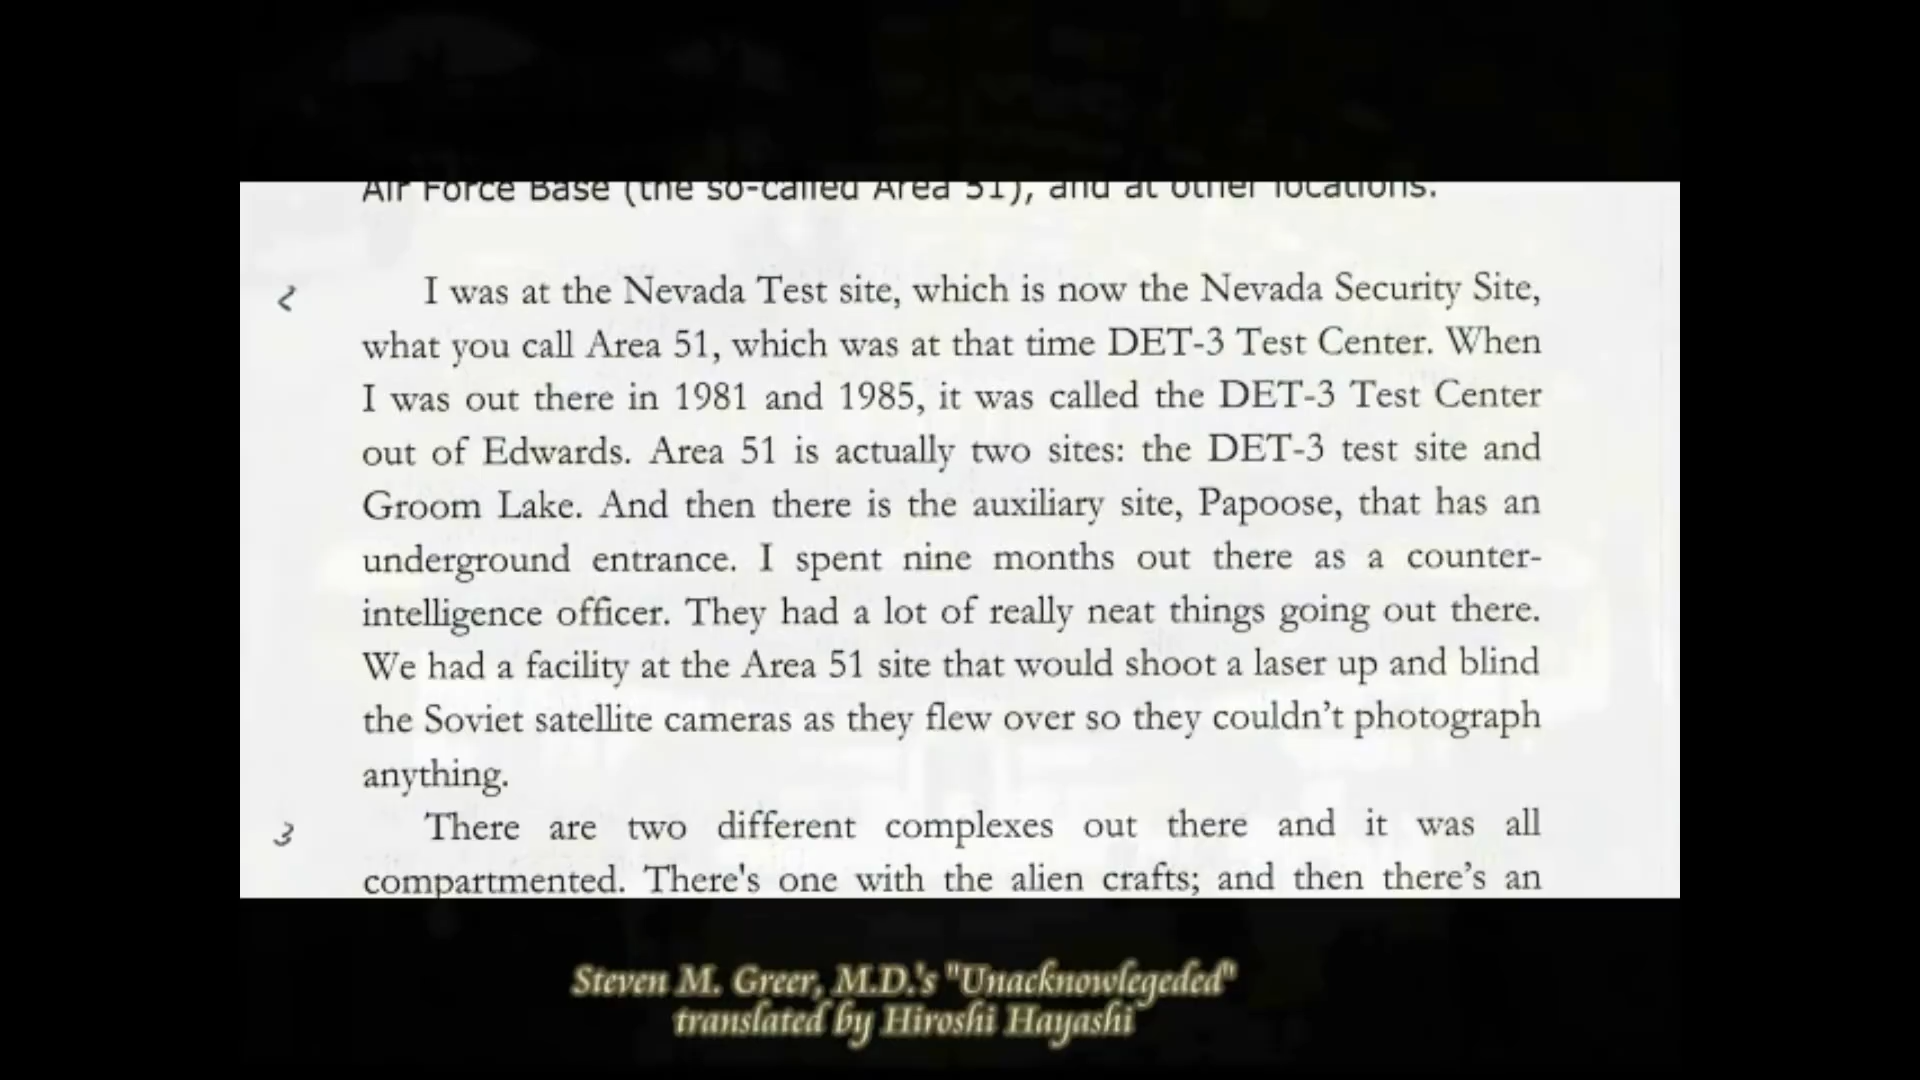 Air Force Base (the so-called Area 51), and at other locations.
2
I was at the Nevada Test site, which is now the Nevada Security Site,
what you call Area 51, which was at that time DET-3 Test Center. When
I was out there in 1981 and 1985, it was called the DET-3 Test Center
out of Edwards. Area 51 is actually two sites: the DET-3 test site and
Groom Lake. And then there is the auxiliary site, Papoose, that has an
underground entrance. I spent nine months out there as a counter-
intelligence officer. They had a lot of really neat things going out there.
We had a facility at the Area 51 site that would shoot a laser up and blind
the Soviet satellite cameras as they flew over so they couldn’t photograph
anything.
3
There are two different complexes out there and it was all
compartmented. There's one with the alien crafts; and then there’s an
Steven M. Greer, M.D.'s "Unacknowlegeded"
translated by Hiroshi Hayashi